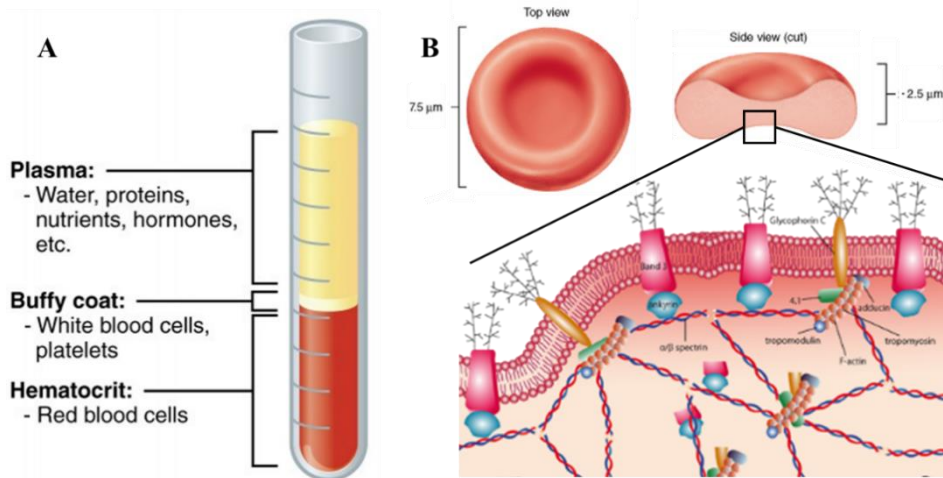 A
Plasma:
- Water, proteins,
nutrients, hormones,
etc.
Buffy coat:
- White blood cells,
platelets
Hematocrit:
- Red blood cells
B
Top view
7.5 μm
Side view (cut)
2.5 μm
Glycophorin C
Band 3
ankyrin
4.1
adducin
α/β spectrin
tropomodulin
tropomyosin
F-actin